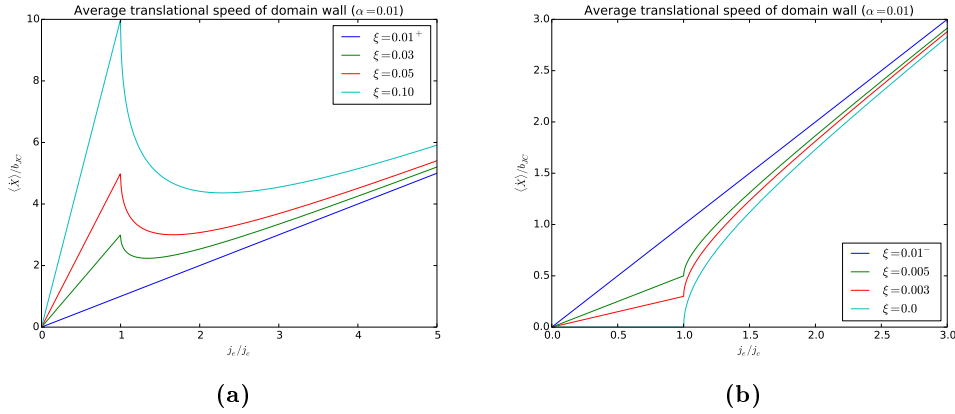 Average translational speed of domain wall (α=0.01)
10
8
6
4
2
0
0 1 2 3 4 5
⟨Ẋ⟩/b_JC
j_e/j_c
ξ=0.01⁺
ξ=0.03
ξ=0.05
ξ=0.10
(a)
Average translational speed of domain wall (α=0.01)
3.0
2.5
2.0
1.5
1.0
0.5
0.0
0.0 0.5 1.0 1.5 2.0 2.5 3.0
⟨Ẋ⟩/b_JC
j_e/j_c
ξ=0.01⁻
ξ=0.005
ξ=0.003
ξ=0.0
(b)